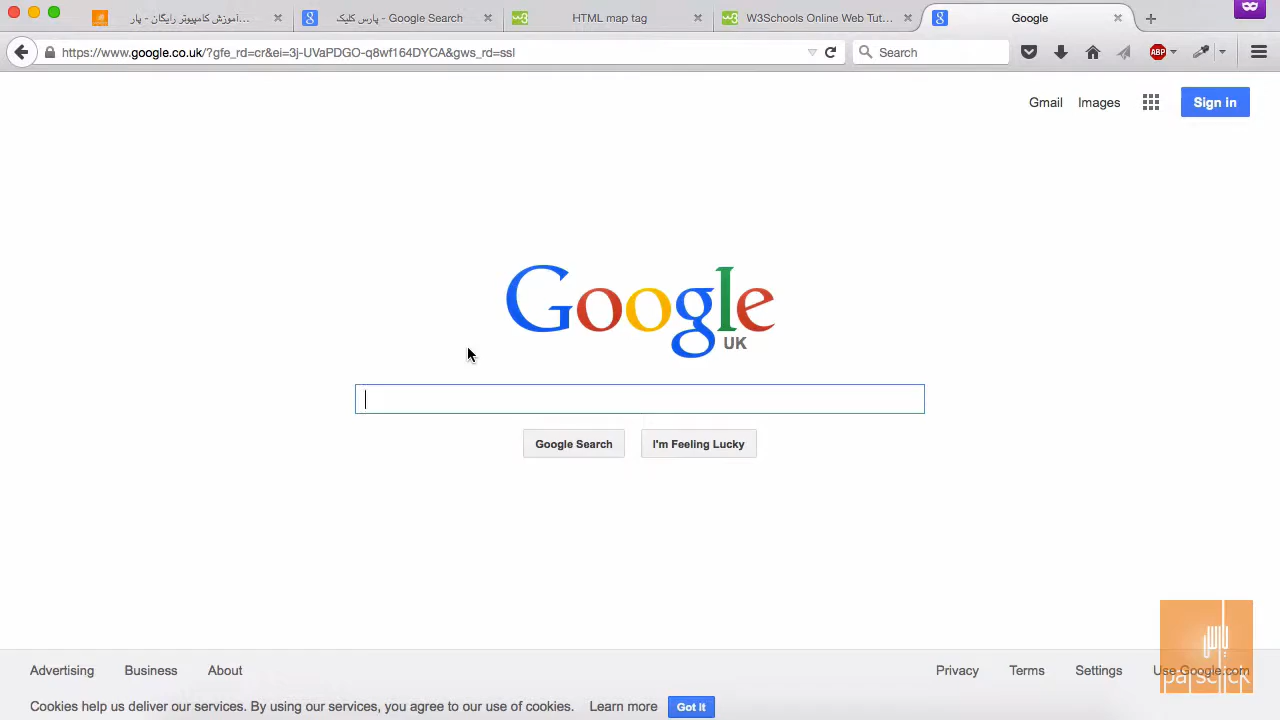 آموزش کامپیوتر رایگان - پار...
پارس کلیک - Google Search
HTML map tag
W3Schools Online Web Tut...
Google
https://www.google.co.uk/?gfe_rd=cr&ei=3j-UVaPDGO-q8wf164DYCA&gws_rd=ssl
Search
ABP
Gmail
Images
Sign in
Google
UK
Google Search
I'm Feeling Lucky
Advertising
Business
About
Privacy
Terms
Settings
Use Google.com
parsclick
Cookies help us deliver our services. By using our services, you agree to our use of cookies.
Learn more
Got it